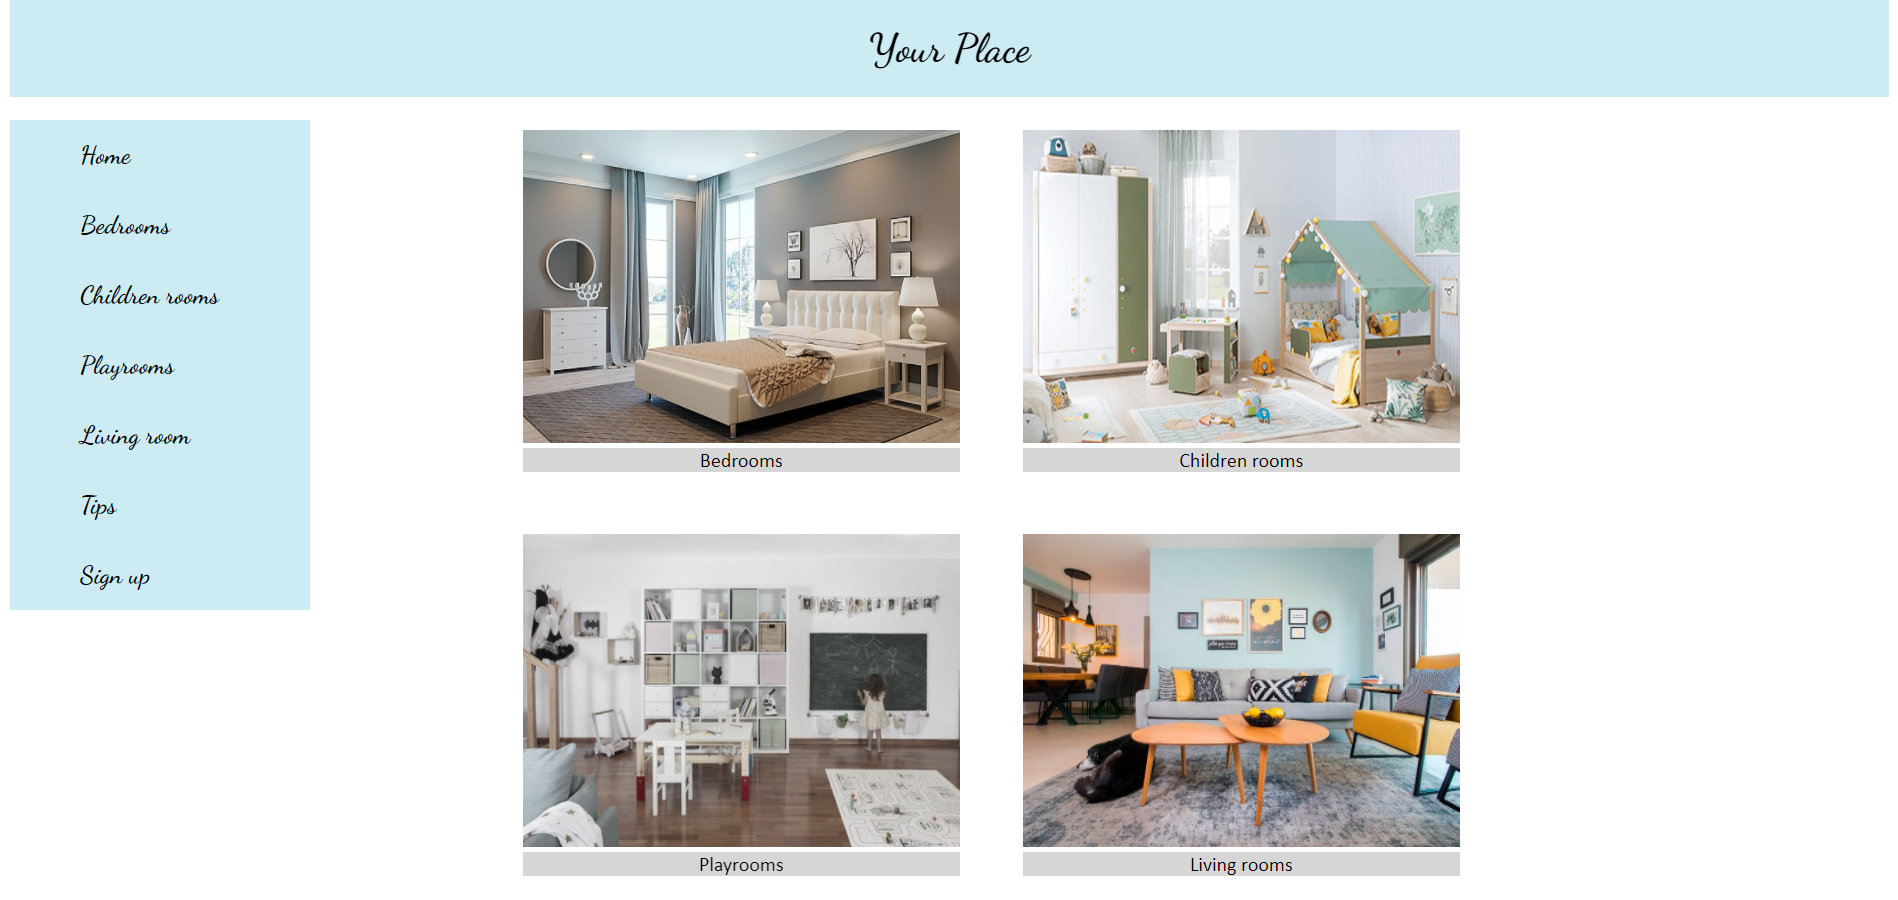 Your Place
Home
Bedrooms
Children rooms
Playrooms
Living room
Tips
Sign up
Bedrooms
Children rooms
Playrooms
Living rooms